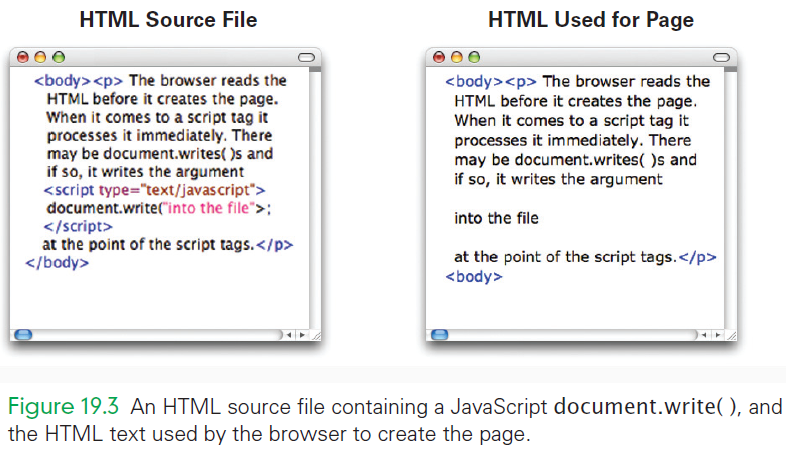 HTML Source File
<body><p> The browser reads the
HTML before it creates the page.
When it comes to a script tag it
processes it immediately. There
may be document.writes( )s and
if so, it writes the argument
<script type="text/javascript">
document.write("into the file">;
</script>
at the point of the script tags.</p>
</body>
HTML Used for Page
<body><p> The browser reads the
HTML before it creates the page.
When it comes to a script tag it
processes it immediately. There
may be document.writes( )s and
if so, it writes the argument
into the file
at the point of the script tags.</p>
<body>
Figure 19.3 An HTML source file containing a JavaScript document.write( ), and
the HTML text used by the browser to create the page.